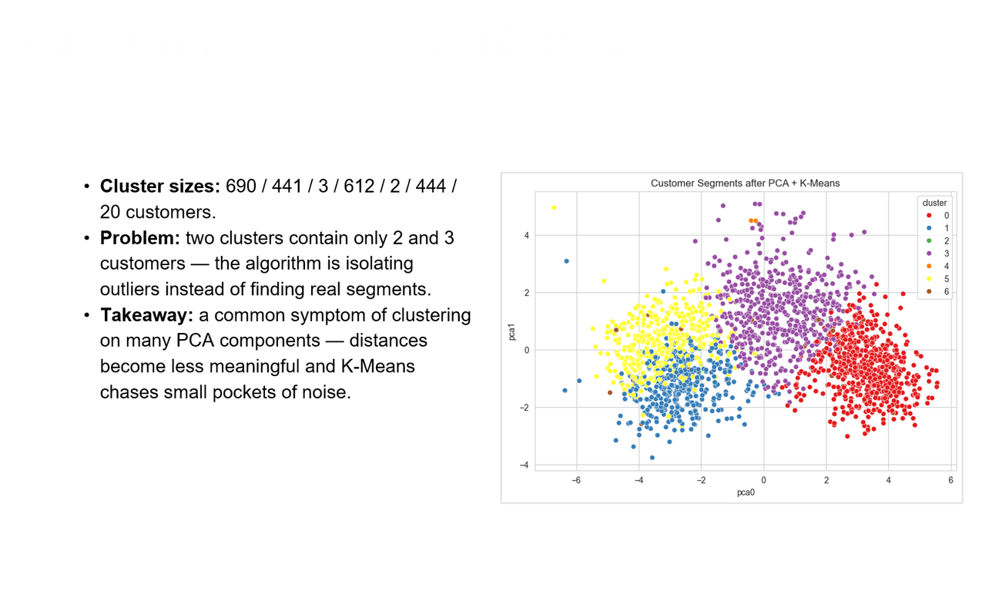 • Cluster sizes: 690 / 441 / 3 / 612 / 2 / 444 /
20 customers.
• Problem: two clusters contain only 2 and 3
customers — the algorithm is isolating
outliers instead of finding real segments.
• Takeaway: a common symptom of clustering
on many PCA components — distances
become less meaningful and K-Means
chases small pockets of noise.
Customer Segments after PCA + K-Means
cluster
0
1
2
3
4
5
6
pca1
4
2
0
−2
−4
−6
−4
−2
0
2
4
6
pca0